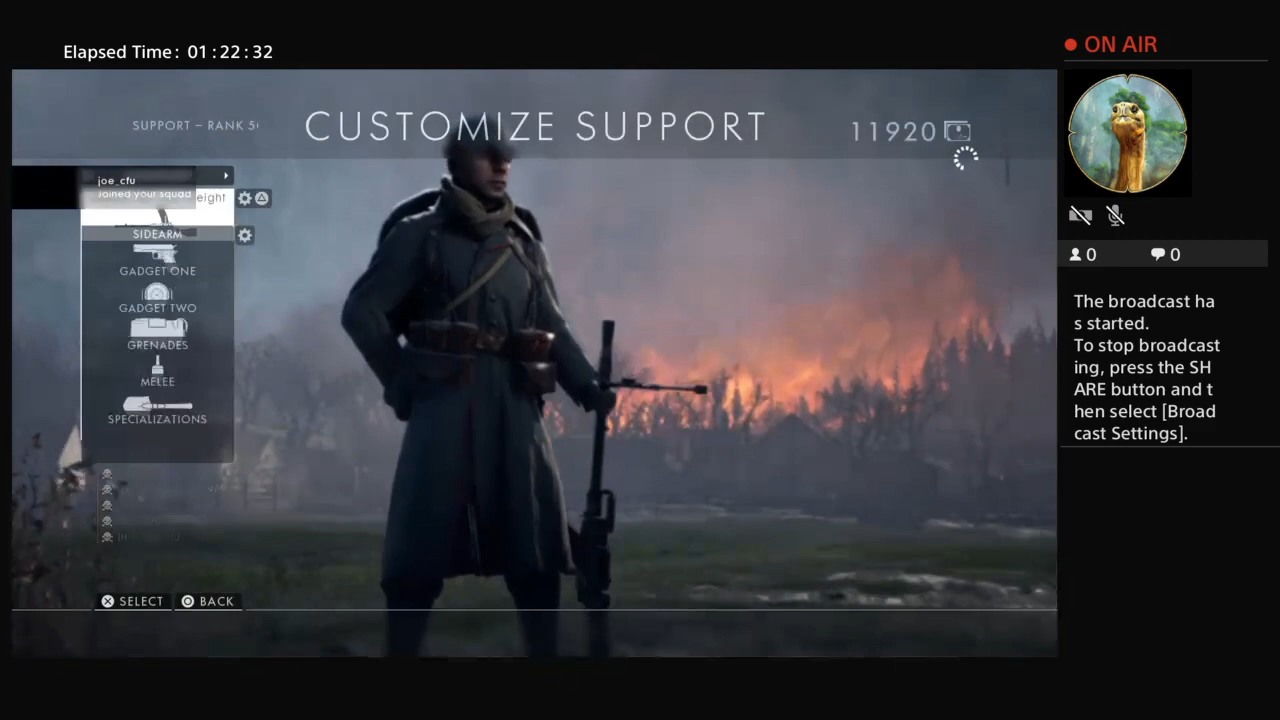 Elapsed Time: 01:22:32
ON AIR
SUPPORT – RANK 50
CUSTOMIZE SUPPORT
11920
joe_cfu
Joined your squad
eight
SIDEARM
GADGET ONE
GADGET TWO
GRENADES
MELEE
SPECIALIZATIONS
SELECT
BACK
0
0
The broadcast ha
s started.
To stop broadcast
ing, press the SH
ARE button and t
hen select [Broad
cast Settings].